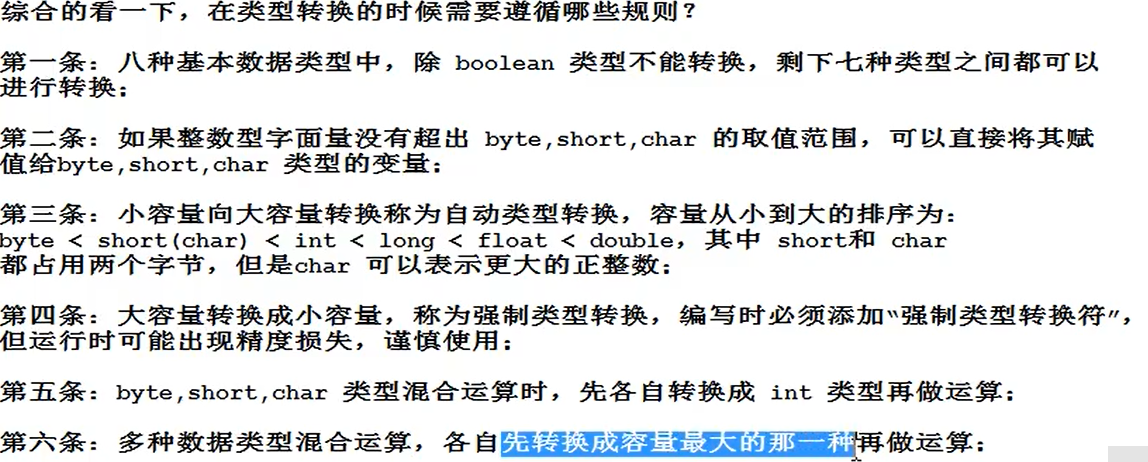 综合的看一下，在类型转换的时候需要遵循哪些规则？
第一条：八种基本数据类型中，除 boolean 类型不能转换，剩下七种类型之间都可以
进行转换；
第二条：如果整数型字面量没有超出 byte,short,char 的取值范围，可以直接将其赋
值给byte,short,char 类型的变量；
第三条：小容量向大容量转换称为自动类型转换，容量从小到大的排序为：
byte < short(char) < int < long < float < double，其中 short和 char
都占用两个字节，但是char 可以表示更大的正整数；
第四条：大容量转换成小容量，称为强制类型转换，编写时必须添加“强制类型转换符”，
但运行时可能出现精度损失，谨慎使用；
第五条：byte,short,char 类型混合运算时，先各自转换成 int 类型再做运算；
第六条：多种数据类型混合运算，各自先转换成容量最大的那一种再做运算；